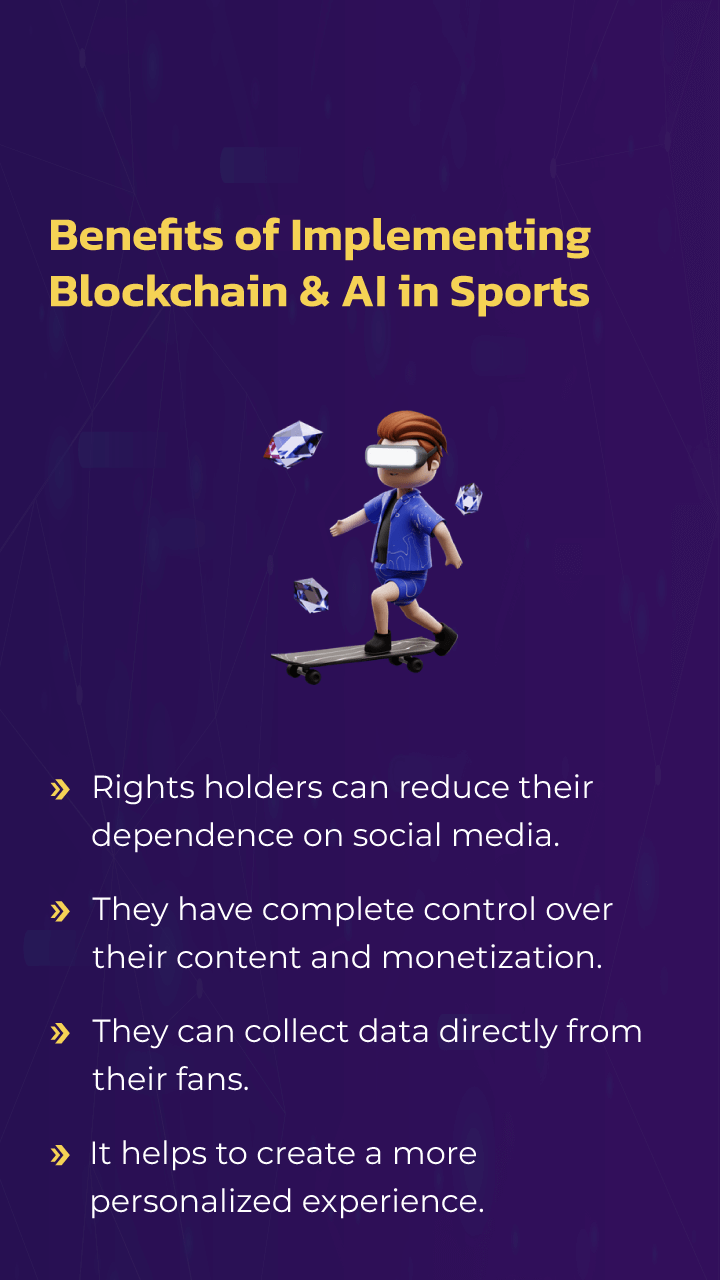 Benefits of Implementing
Blockchain & AI in Sports
Rights holders can reduce their
dependence on social media.
They have complete control over
their content and monetization.
They can collect data directly from
their fans.
It helps to create a more
personalized experience.